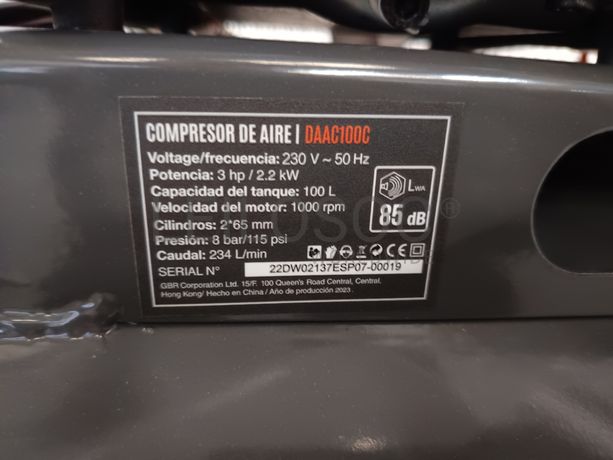 COMPRESOR DE AIRE | DAAC100C
Voltage/frecuencia: 230 V ~ 50 Hz
Potencia: 3 hp / 2.2 kW
Capacidad del tanque: 100 L
Velocidad del motor: 1000 rpm
Cilindros: 2*65 mm
Presión: 8 bar/115 psi
Caudal: 234 L/min
LWA
85 dB
CE
SERIAL N° 22DW02137ESP07-00019
GBR Corporation Ltd. 15/F. 100 Queen's Road Central, Central,
Hong Kong/ Hecho en China / Año de producción 2023.